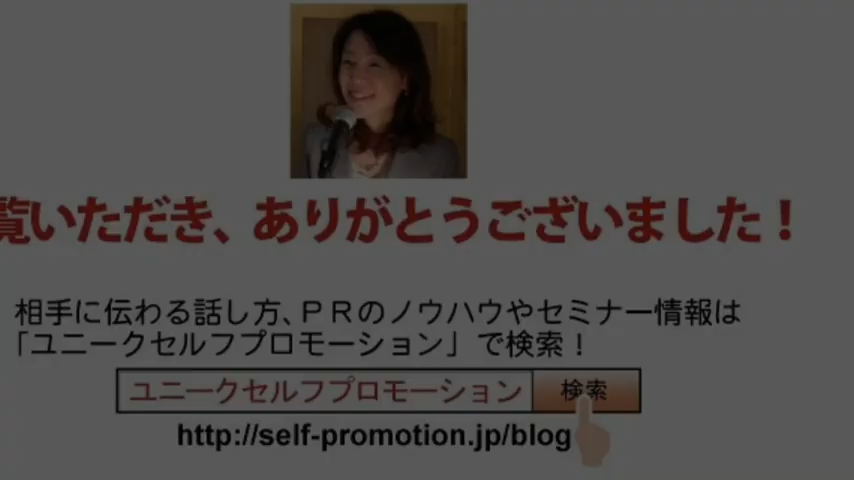 覧いただき、ありがとうございました！
相手に伝わる話し方、ＰＲのノウハウやセミナー情報は
「ユニークセルフプロモーション」で検索！
ユニークセルフプロモーション 検索
http://self-promotion.jp/blog